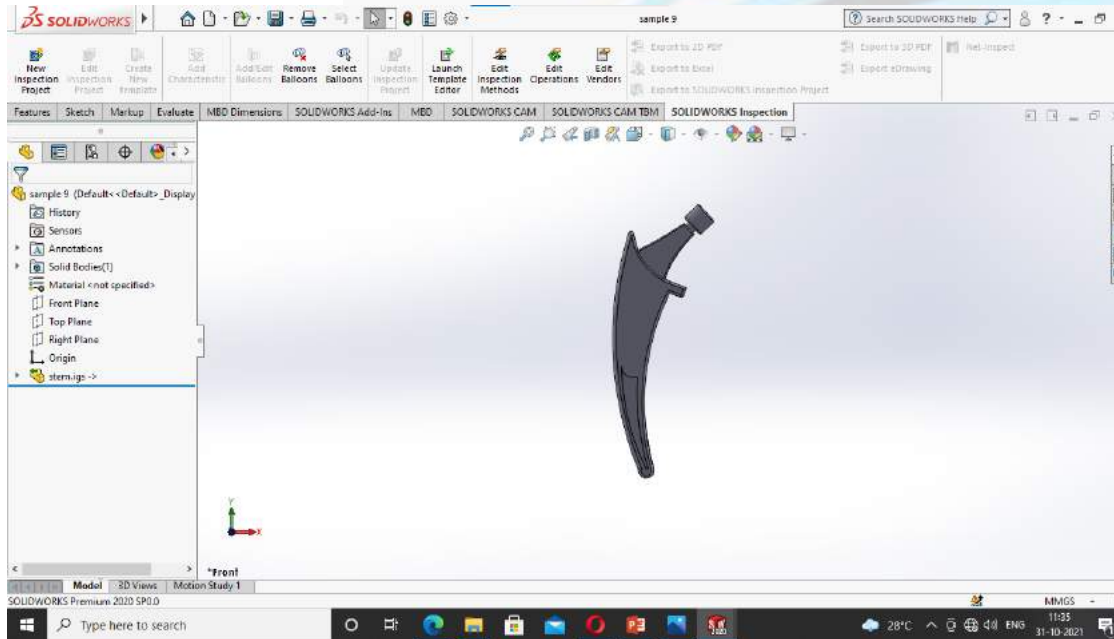 SOLIDWORKS
sample 9
Search SOLIDWORKS Help
?
New Inspection Project
Edit Inspection Project
Create New Template
Add Characteristic
Add/Edit Balloons
Remove Balloons
Select Balloons
Update Inspection Project
Launch Template Editor
Edit Inspection Methods
Edit Operations
Edit Vendors
Export to 2D PDF
Export to Excel
Export to SOLIDWORKS Inspection Project
Export to 3D PDF
Export eDrawing
Net-Inspect
Features Sketch Markup Evaluate MBD Dimensions SOLIDWORKS Add-Ins MBD SOLIDWORKS CAM SOLIDWORKS CAM TBM SOLIDWORKS Inspection
sample 9 (Default<<Default>_Display
History
Sensors
Annotations
Solid Bodies(1)
Material <not specified>
Front Plane
Top Plane
Right Plane
Origin
stem.igs ->
Y
X
*Front
Model 3D Views Motion Study 1
SOLIDWORKS Premium 2020 SP0.0
MMGS
Type here to search
28°C
ENG
11:35
31-10-2021